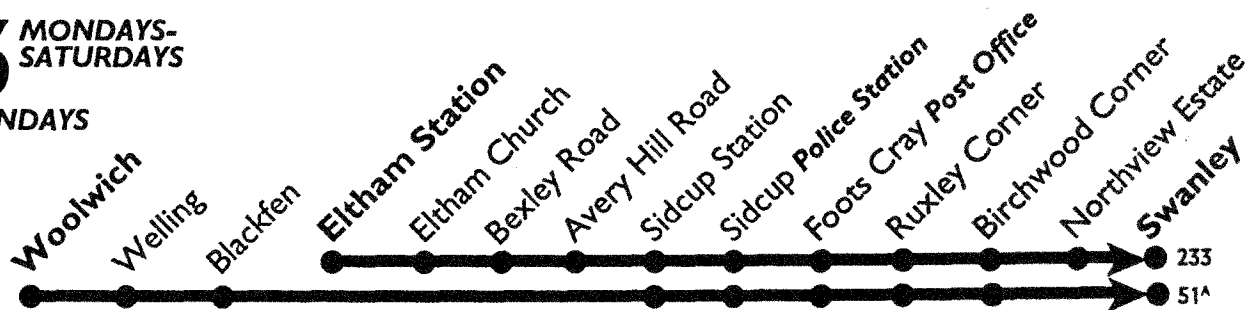 MONDAYS-
SATURDAYS
NDAYS
Woolwich
Welling
Blackfen
Eltham Station
Eltham Church
Bexley Road
Avery Hill Road
Sidcup Station
Sidcup Police Station
Foots Cray Post Office
Ruxley Corner
Birchwood Corner
Northview Estate
Swanley
233
51A